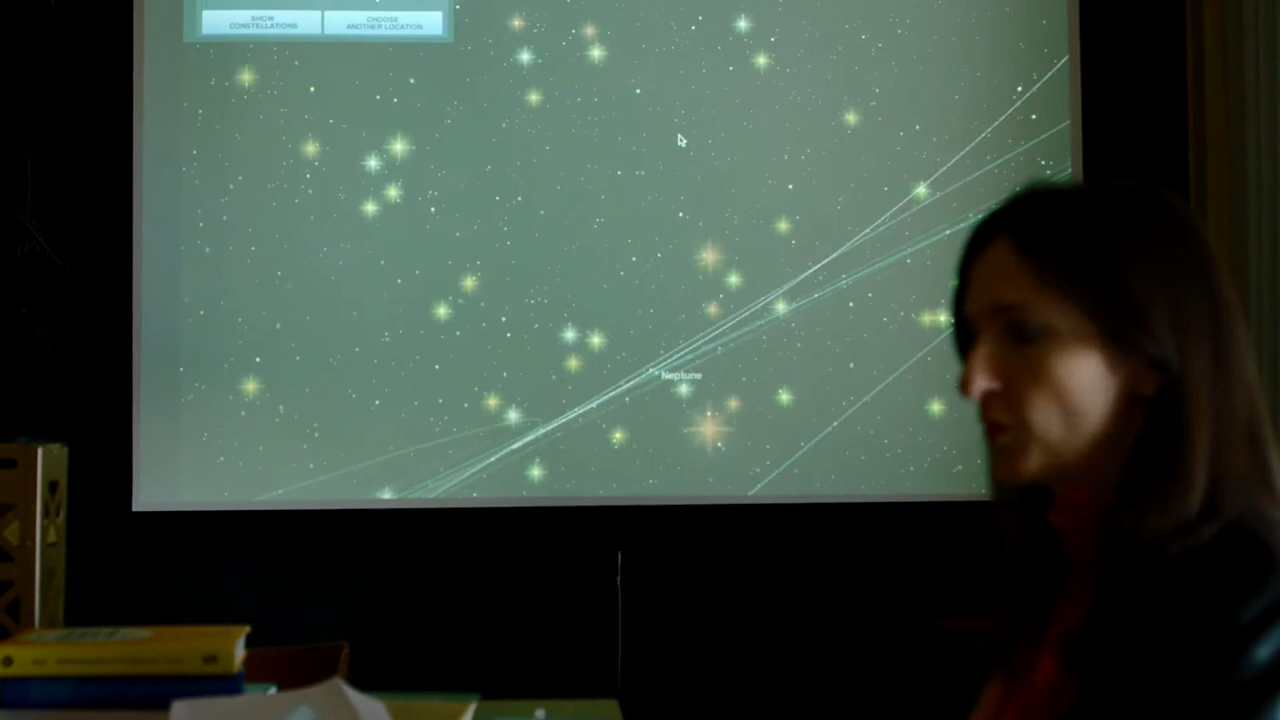 SHOW
CONSTELLATIONS
CHOOSE
ANOTHER LOCATION
Neptune